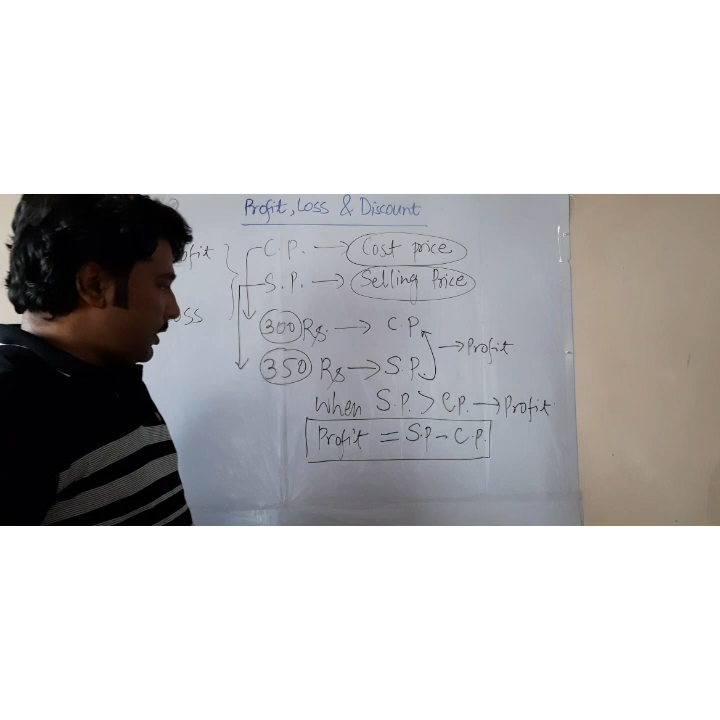 Profit, Loss & Discount
C.P. → Cost price
S.P. → Selling Price
300 Rs. → C.P.
→ Profit
350 Rs → S.P.
when S.P. > C.P. → Profit
Profit = S.P - C.P.